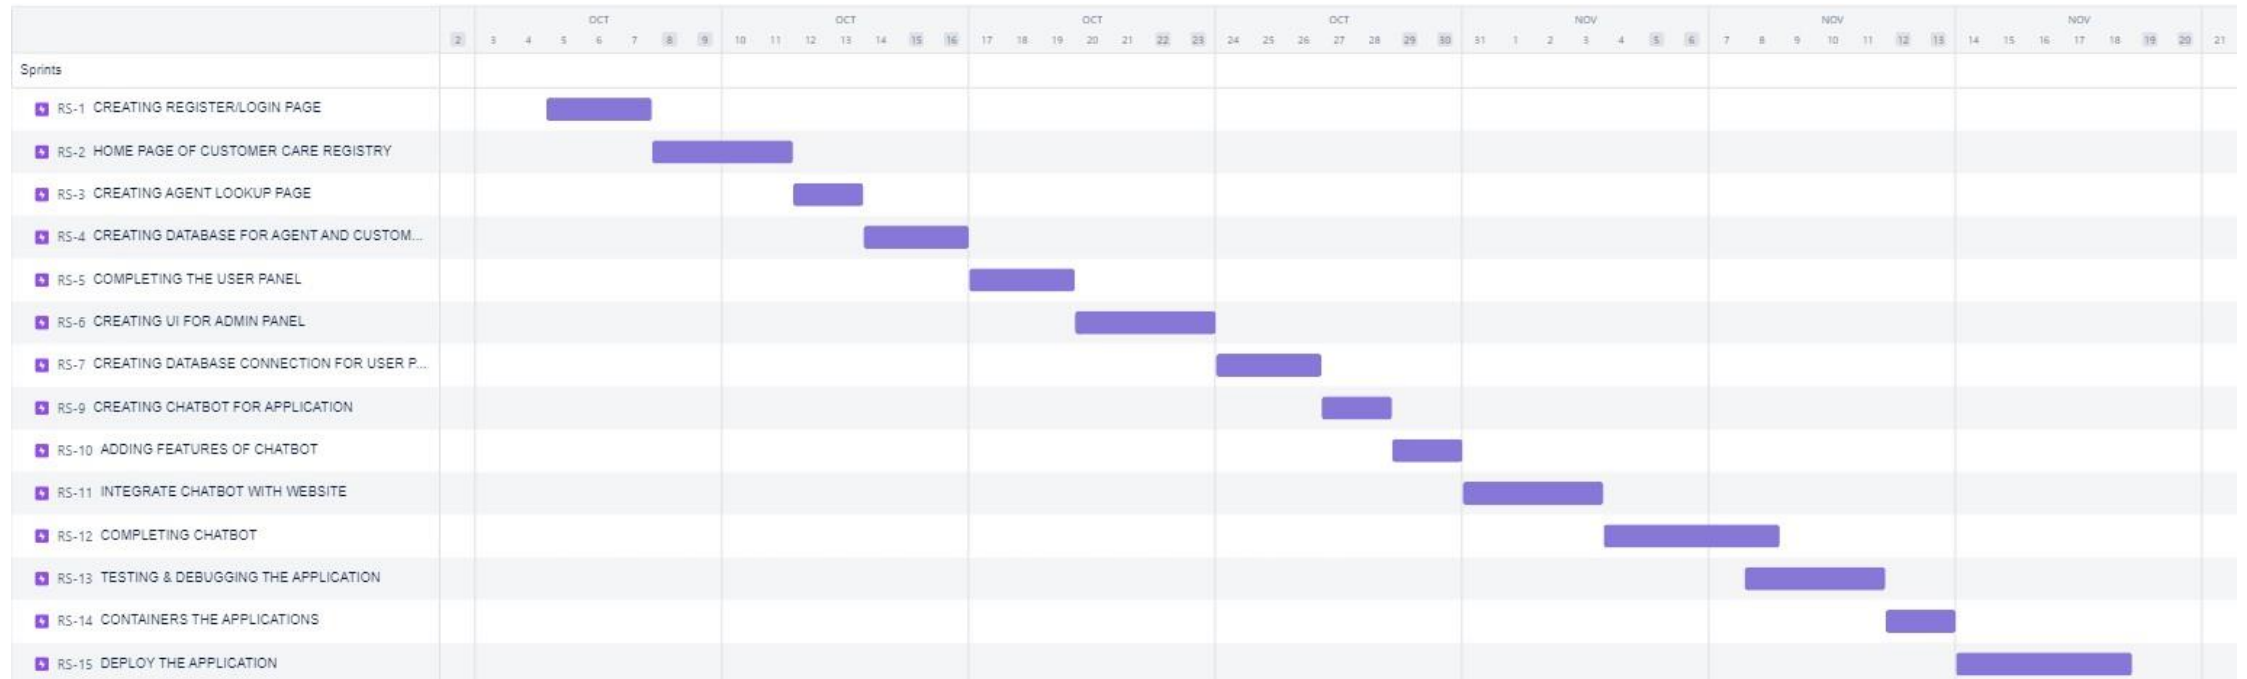 OCT OCT OCT OCT NOV NOV NOV
2 3 4 5 6 7 8 9 10 11 12 13 14 15 16 17 18 19 20 21 22 23 24 25 26 27 28 29 30 31 1 2 3 4 5 6 7 8 9 10 11 12 13 14 15 16 17 18 19 20 21
Sprints
RS-1 CREATING REGISTER/LOGIN PAGE
RS-2 HOME PAGE OF CUSTOMER CARE REGISTRY
RS-3 CREATING AGENT LOOKUP PAGE
RS-4 CREATING DATABASE FOR AGENT AND CUSTOM...
RS-5 COMPLETING THE USER PANEL
RS-6 CREATING UI FOR ADMIN PANEL
RS-7 CREATING DATABASE CONNECTION FOR USER P...
RS-9 CREATING CHATBOT FOR APPLICATION
RS-10 ADDING FEATURES OF CHATBOT
RS-11 INTEGRATE CHATBOT WITH WEBSITE
RS-12 COMPLETING CHATBOT
RS-13 TESTING & DEBUGGING THE APPLICATION
RS-14 CONTAINERS THE APPLICATIONS
RS-15 DEPLOY THE APPLICATION